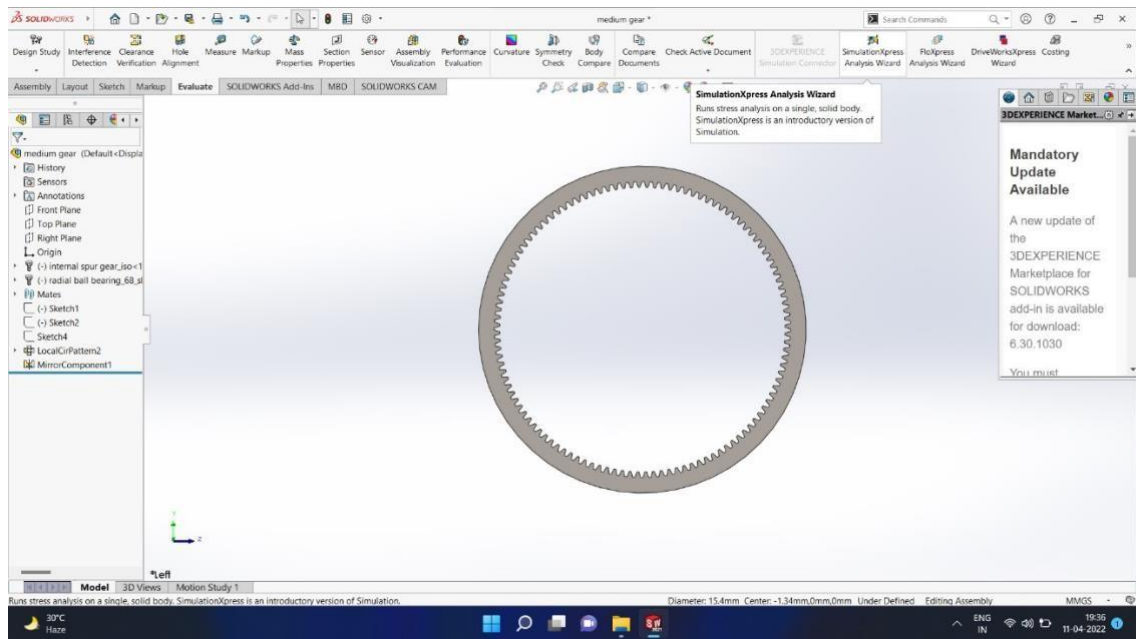 SOLIDWORKS
medium gear *
Search Commands
Design Study
Interference Detection
Clearance Verification
Hole Alignment
Measure
Markup
Mass Properties
Section Properties
Sensor
Assembly Visualization
Performance Evaluation
Curvature
Symmetry Check
Body Compare
Compare Documents
Check Active Document
3DEXPERIENCE Simulation Connector
SimulationXpress Analysis Wizard
FloXpress Analysis Wizard
DriveWorksXpress Wizard
Costing
Assembly Layout Sketch Markup Evaluate SOLIDWORKS Add-Ins MBD SOLIDWORKS CAM
SimulationXpress Analysis Wizard
Runs stress analysis on a single, solid body.
SimulationXpress is an introductory version of
Simulation.
3DEXPERIENCE Market...
Mandatory
Update
Available
A new update of
the
3DEXPERIENCE
Marketplace for
SOLIDWORKS
add-in is available
for download:
6.30.1030
You must
medium gear (Default<Displa
History
Sensors
Annotations
Front Plane
Top Plane
Right Plane
Origin
(-) internal spur gear_iso<1
(-) radial ball bearing_68_sl
Mates
(-) Sketch1
(-) Sketch2
Sketch4
LocalCirPattern2
MirrorComponent1
Y
Z
*Left
Model 3D Views Motion Study 1
Runs stress analysis on a single, solid body. SimulationXpress is an introductory version of Simulation.
Diameter: 15.4mm Center: -1.34mm,0mm,0mm Under Defined Editing Assembly MMGS
30°C
Haze
ENG
IN
19:36
11-04-2022